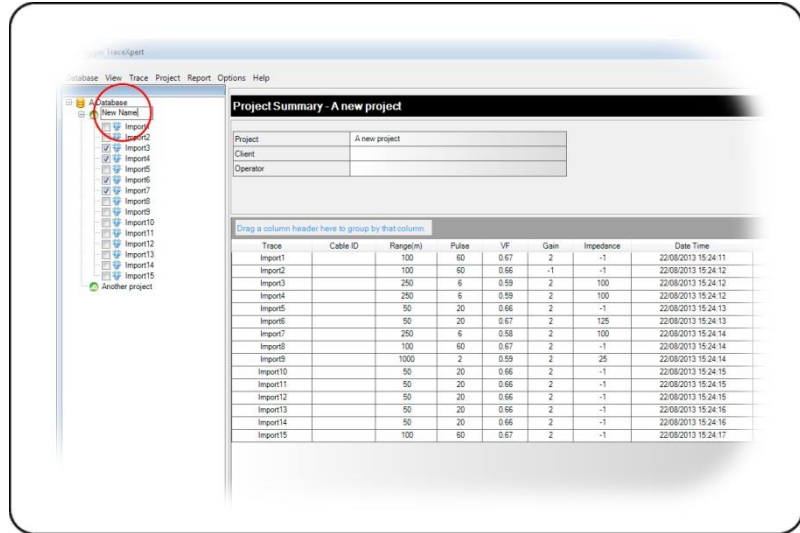 TraceXpert
Database View Trace Project Report Options Help
A Database
New Name
Import1
Import2
Import3
Import4
Import5
Import6
Import7
Import8
Import9
Import10
Import11
Import12
Import13
Import14
Import15
Another project
Project Summary - A new project
Project A new project
Client
Operator
Drag a column header here to group by that column.
Trace Cable ID Range(m) Pulse VF Gain Impedance Date Time
Import1 100 60 0.67 2 -1 22/08/2013 15:24:11
Import2 100 60 0.66 -1 -1 22/08/2013 15:24:12
Import3 250 6 0.59 2 100 22/08/2013 15:24:12
Import4 250 6 0.59 2 100 22/08/2013 15:24:12
Import5 50 20 0.66 2 -1 22/08/2013 15:24:13
Import6 50 20 0.67 2 125 22/08/2013 15:24:13
Import7 250 6 0.58 2 100 22/08/2013 15:24:14
Import8 100 60 0.67 2 -1 22/08/2013 15:24:14
Import9 1000 2 0.59 2 25 22/08/2013 15:24:14
Import10 50 20 0.66 2 -1 22/08/2013 15:24:15
Import11 50 20 0.66 2 -1 22/08/2013 15:24:15
Import12 50 20 0.66 2 -1 22/08/2013 15:24:15
Import13 50 20 0.66 2 -1 22/08/2013 15:24:16
Import14 50 20 0.66 2 -1 22/08/2013 15:24:16
Import15 100 60 0.67 2 -1 22/08/2013 15:24:17